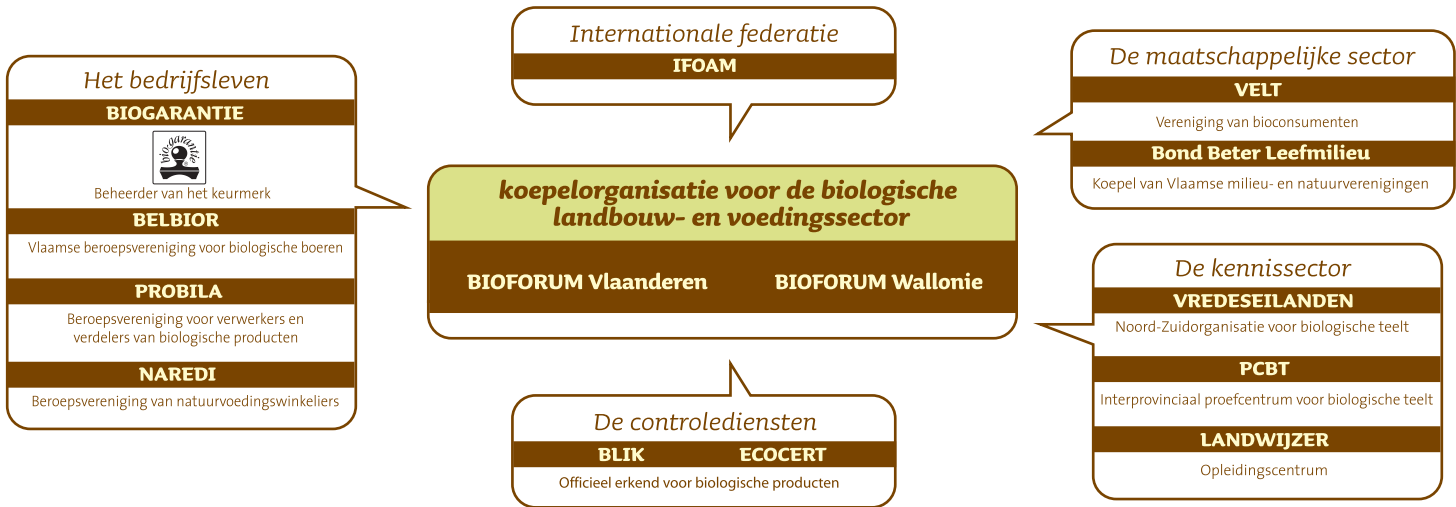 Het bedrijfsleven
BIOGARANTIE
bio-garantie
Beheerder van het keurmerk
BELBIOR
Vlaamse beroepsvereniging voor biologische boeren
PROBILA
Beroepsvereniging voor verwerkers en
verdelers van biologische producten
NAREDI
Beroepsvereniging van natuurvoedingswinkeliers
Internationale federatie
IFOAM
koepelorganisatie voor de biologische
landbouw- en voedingssector
BIOFORUM Vlaanderen BIOFORUM Wallonie
De controlediensten
BLIK ECOCERT
Officieel erkend voor biologische producten
De maatschappelijke sector
VELT
Vereniging van bioconsumenten
Bond Beter Leefmilieu
Koepel van Vlaamse milieu- en natuurverenigingen
De kennissector
VREDESEILANDEN
Noord-Zuidorganisatie voor biologische teelt
PCBT
Interprovinciaal proefcentrum voor biologische teelt
LANDWIJZER
Opleidingscentrum